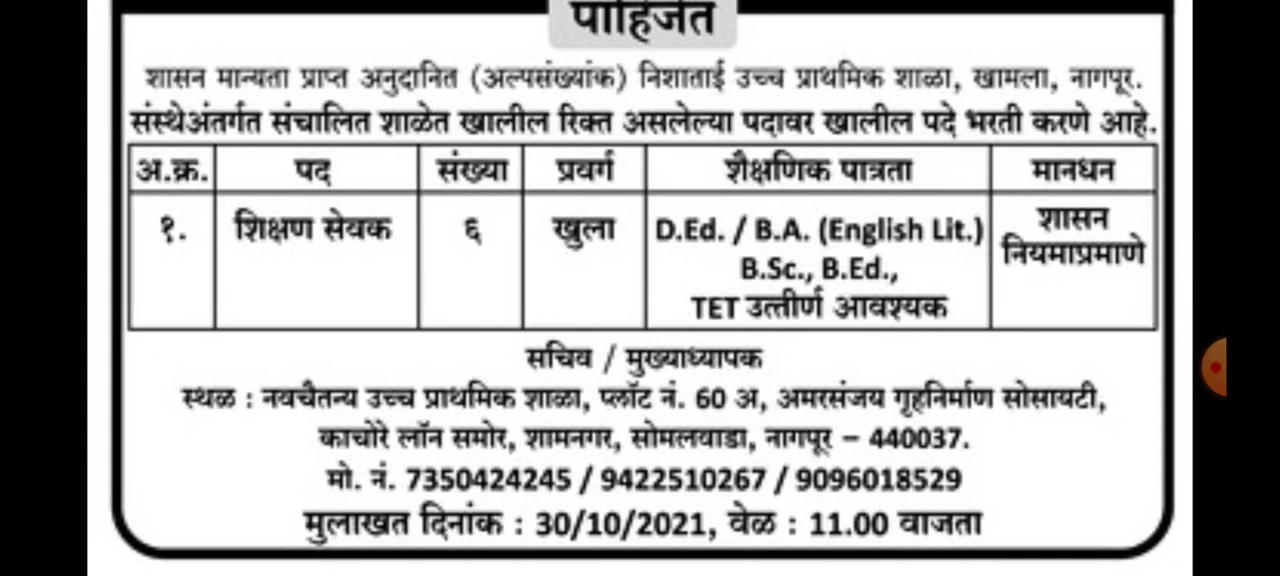 पाहिजेत
शासन मान्यता प्राप्त अनुदानित (अल्पसंख्यांक) निशाताई उच्च प्राथमिक शाळा, खामला, नागपूर.
संस्थेअंतर्गत संचालित शाळेत खालील रिक्त असलेल्या पदावर खालील पदे भरती करणे आहे.
अ.क्र. पद संख्या प्रवर्ग शैक्षणिक पात्रता मानधन
१. शिक्षण सेवक ६ खुला D.Ed. / B.A. (English Lit.) शासन
B.Sc., B.Ed., नियमाप्रमाणे
TET उत्तीर्ण आवश्यक
सचिव / मुख्याध्यापक
स्थळ : नवचैतन्य उच्च प्राथमिक शाळा, प्लॉट नं. 60 अ, अमरसंजय गृहनिर्माण सोसायटी,
काचोरे लॉन समोर, शामनगर, सोमलवाडा, नागपूर – 440037.
मो. नं. 7350424245 / 9422510267 / 9096018529
मुलाखत दिनांक : 30/10/2021, वेळ : 11.00 वाजता